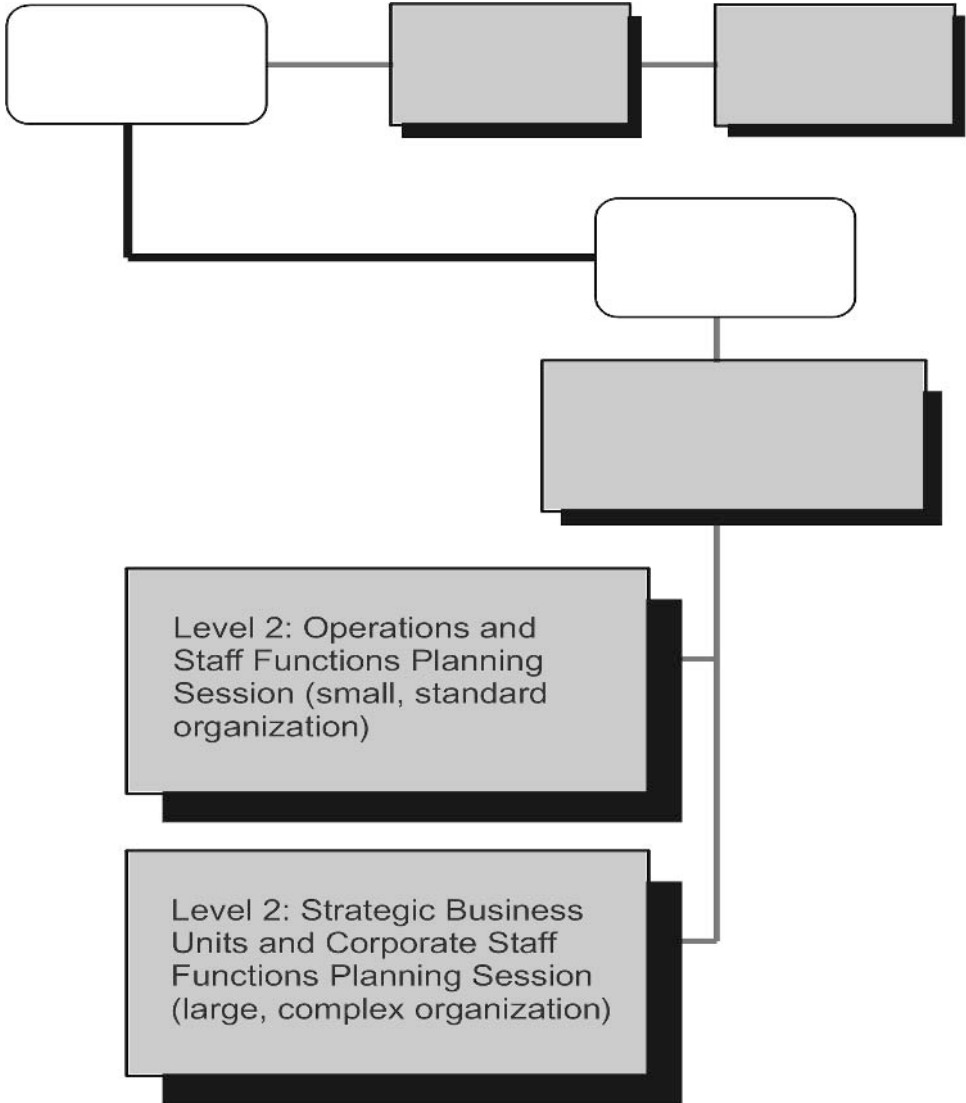 Level 2: Operations and
Staff Functions Planning
Session (small, standard
organization)
Level 2: Strategic Business
Units and Corporate Staff
Functions Planning Session
(large, complex organization)